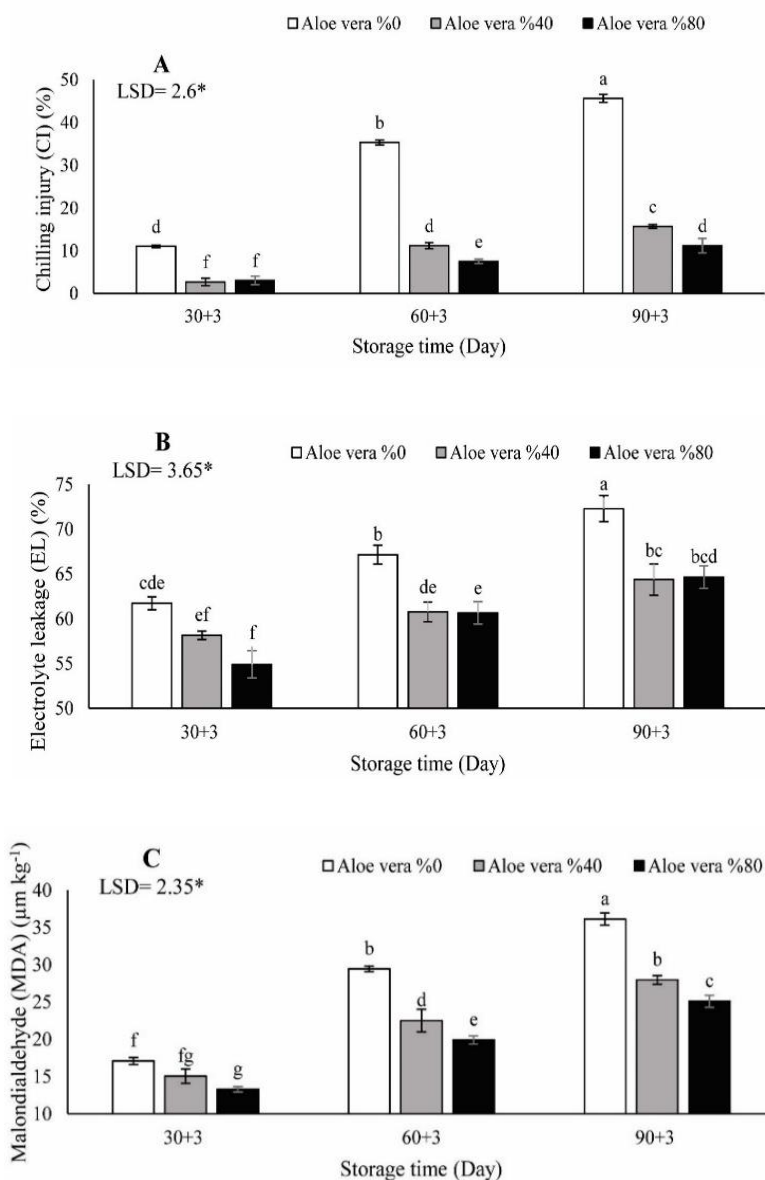 Aloe vera %0 Aloe vera %40 Aloe vera %80
A
LSD= 2.6*
Chilling injury (CI) (%)
50
40
30
20
10
0
d f f b d e a c d
30+3 60+3 90+3
Storage time (Day)
B
LSD= 3.65*
Aloe vera %0 Aloe vera %40 Aloe vera %80
Electrolyte leakage (EL) (%)
75
70
65
60
55
50
cde ef f b de e a bc bcd
30+3 60+3 90+3
Storage time (Day)
C
LSD= 2.35*
Aloe vera %0 Aloe vera %40 Aloe vera %80
Malondialdehyde (MDA) (µm kg⁻¹)
40
35
30
25
20
15
10
f fg g b d e a b c
30+3 60+3 90+3
Storage time (Day)